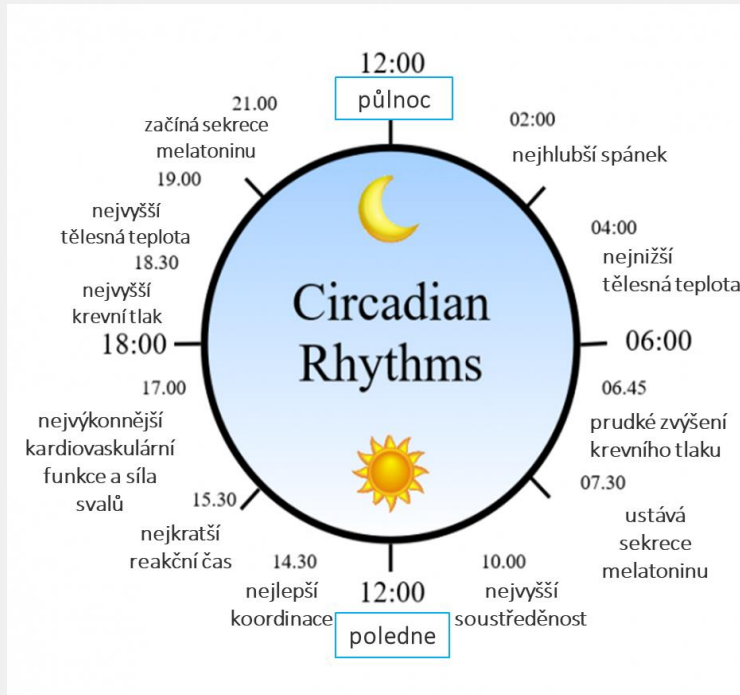 12:00
půlnoc
02:00
nejhlubší spánek
04:00
nejnižší
tělesná teplota
06:00
06.45
prudké zvýšení
krevního tlaku
07.30
ustává
sekrece
melatoninu
10.00
nejvyšší
soustředěnost
12:00
poledne
14.30
nejlepší
koordinace
15.30
nejkratší
reakční čas
17.00
nejvýkonnější
kardiovaskulární
funkce a síla
svalů
18:00
18.30
nejvyšší
krevní tlak
19.00
nejvyšší
tělesná teplota
21.00
začíná sekrece
melatoninu
Circadian
Rhythms